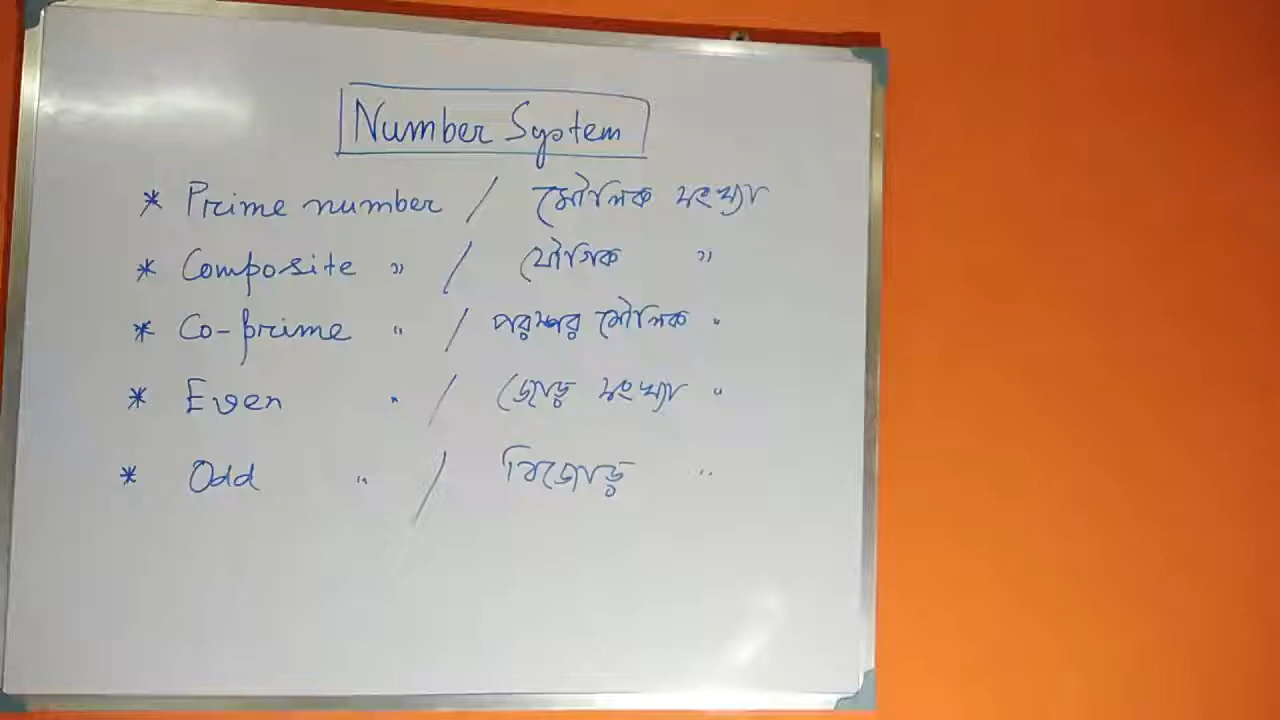 Number System
* Prime number / মৌলিক সংখ্যা
* Composite " / যৌগিক "
* Co-prime " / পরস্পর মৌলিক "
* Even " / জোড় সংখ্যা "
* Odd " / বিজোড় "